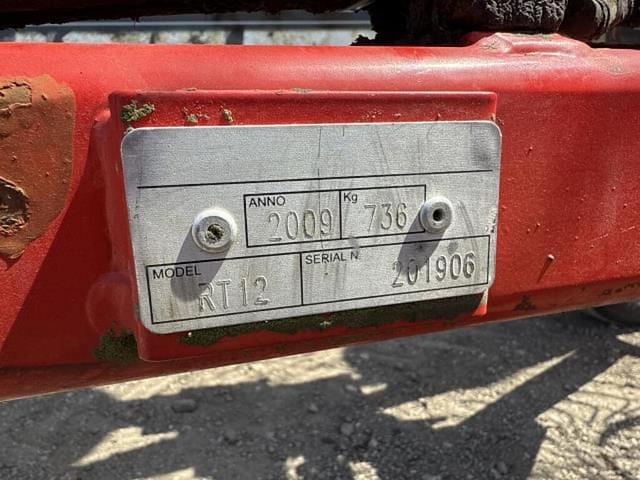 ANNO 2009 Kg 736
MODEL RT12 SERIAL N. 201906